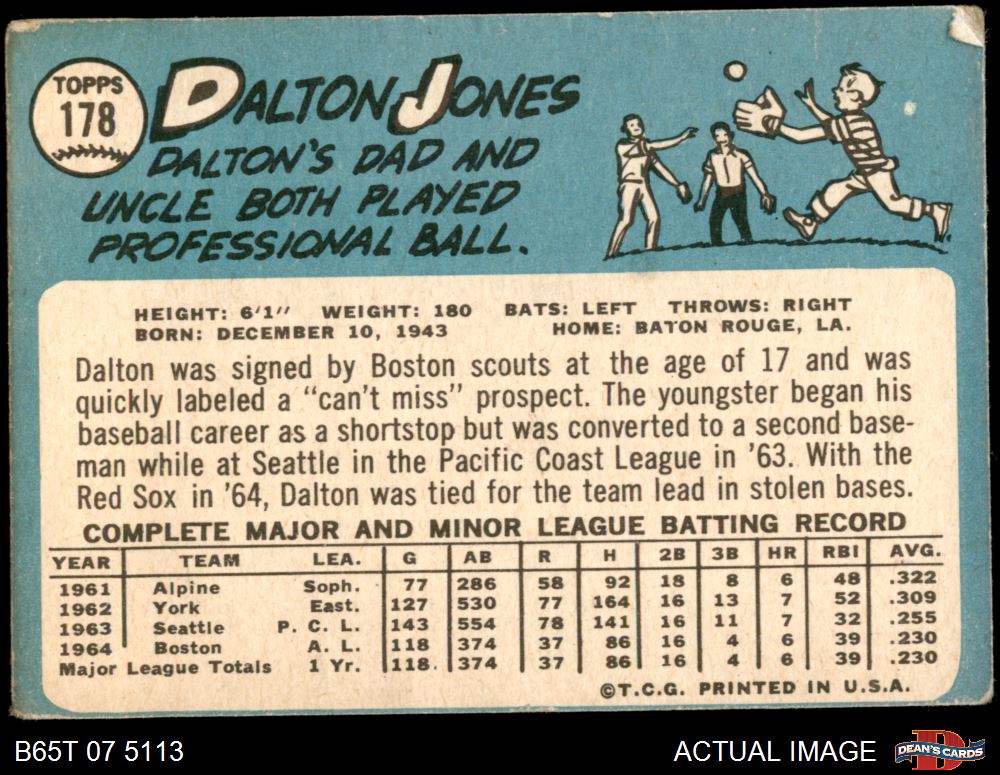 TOPPS
178
DALTON JONES
DALTON'S DAD AND
UNCLE BOTH PLAYED
PROFESSIONAL BALL.
HEIGHT: 6'1" WEIGHT: 180 BATS: LEFT THROWS: RIGHT
BORN: DECEMBER 10, 1943 HOME: BATON ROUGE, LA.
Dalton was signed by Boston scouts at the age of 17 and was
quickly labeled a "can't miss" prospect. The youngster began his
baseball career as a shortstop but was converted to a second base-
man while at Seattle in the Pacific Coast League in '63. With the
Red Sox in '64, Dalton was tied for the team lead in stolen bases.
COMPLETE MAJOR AND MINOR LEAGUE BATTING RECORD
YEAR TEAM LEA. G AB R H 2B 3B HR RBI AVG.
1961 Alpine Soph. 77 286 58 92 18 8 6 48 .322
1962 York East. 127 530 77 164 16 13 7 52 .309
1963 Seattle P. C. L. 143 554 78 141 16 11 7 32 .255
1964 Boston A. L. 118 374 37 86 16 4 6 39 .230
Major League Totals 1 Yr. 118 374 37 86 16 4 6 39 .230
©T.C.G. PRINTED IN U.S.A.
B65T 07 5113 ACTUAL IMAGE DEAN'S CARDS